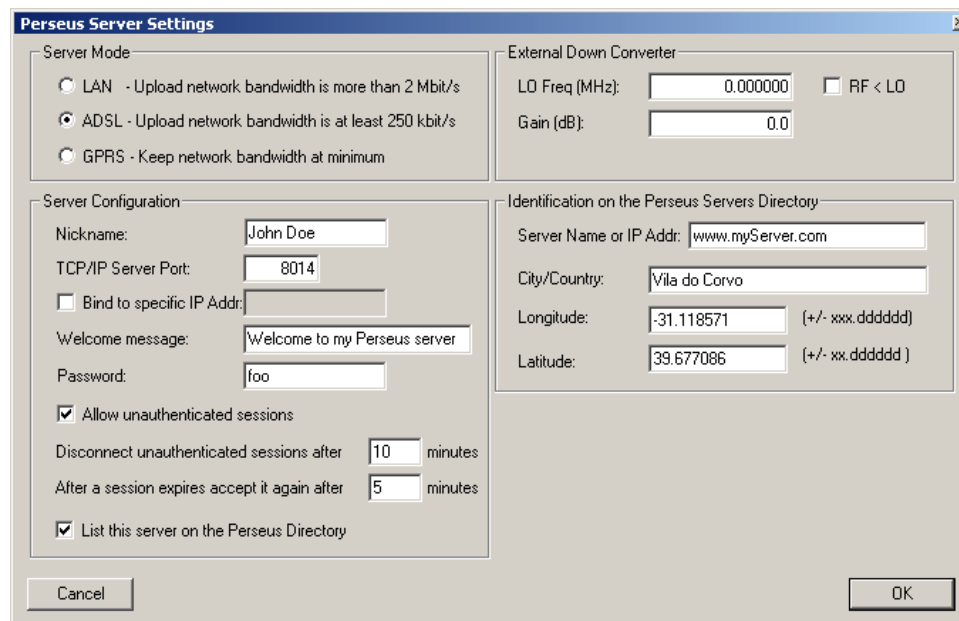 Perseus Server Settings
Server Mode
LAN - Upload network bandwidth is more than 2 Mbit/s
ADSL - Upload network bandwidth is at least 250 kbit/s
GPRS - Keep network bandwidth at minimum
External Down Converter
LO Freq (MHz): 0.000000 RF < LO
Gain (dB): 0.0
Server Configuration
Nickname: John Doe
TCP/IP Server Port: 8014
Bind to specific IP Addr:
Welcome message: Welcome to my Perseus server
Password: foo
Allow unauthenticated sessions
Disconnect unauthenticated sessions after 10 minutes
After a session expires accept it again after 5 minutes
List this server on the Perseus Directory
Identification on the Perseus Servers Directory
Server Name or IP Addr: www.myServer.com
City/Country: Vila do Corvo
Longitude: -31.118571 (+/- xxx.dddddd)
Latitude: 39.677086 (+/- xx.dddddd )
Cancel
OK